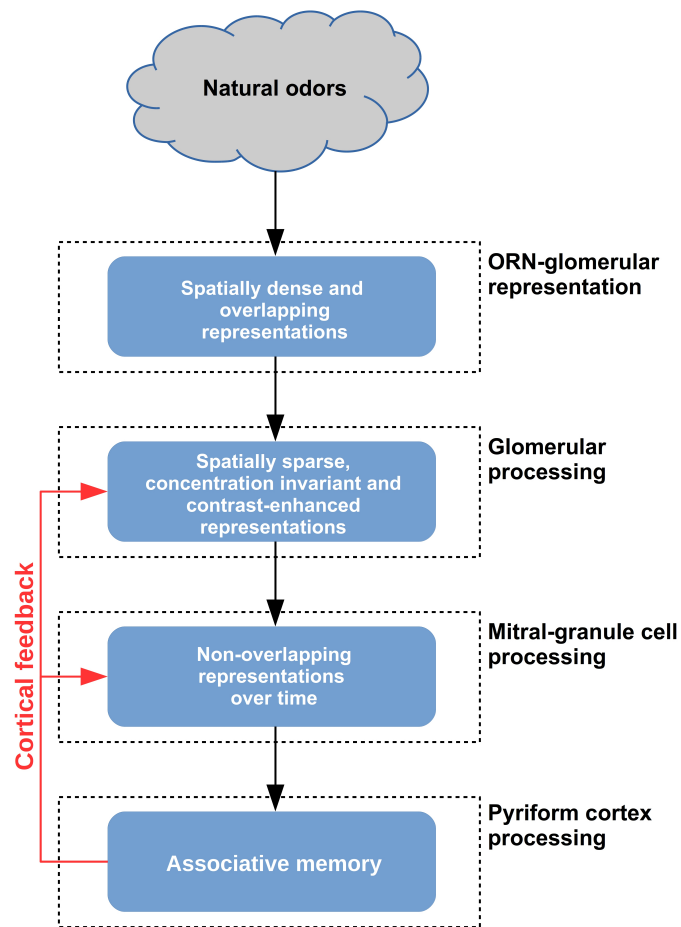 Natural odors
ORN-glomerular
representation
Spatially dense and
overlapping
representations
Glomerular
processing
Spatially sparse,
concentration invariant and
contrast-enhanced
representations
Cortical feedback
Mitral-granule cell
processing
Non-overlapping
representations
over time
Pyriform cortex
processing
Associative memory